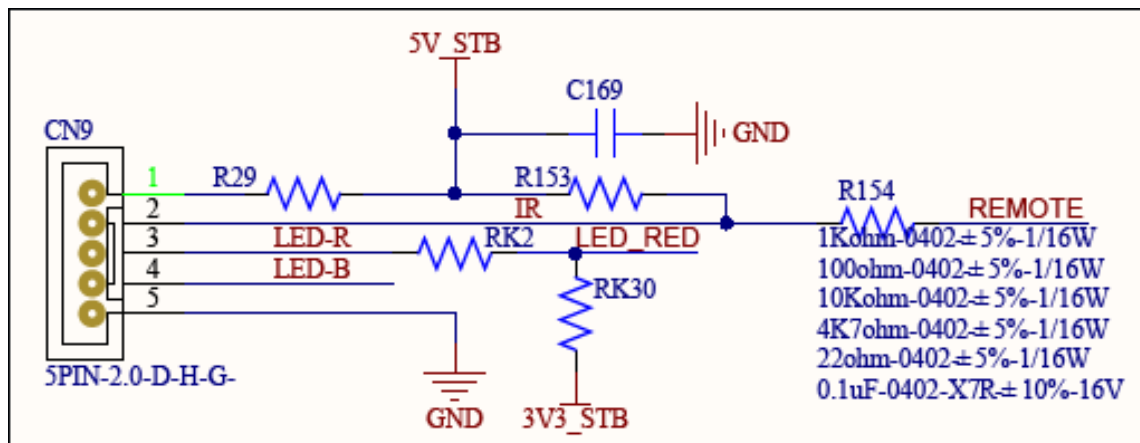 5V_STB
C169
GND
CN9
1
R29
R153
R154
2
IR
REMOTE
3
LED-R
RK2
LED_RED
4
LED-B
5
RK30
1Kohm-0402-±5%-1/16W
100ohm-0402-±5%-1/16W
10Kohm-0402-±5%-1/16W
4K7ohm-0402-±5%-1/16W
22ohm-0402-±5%-1/16W
0.1uF-0402-X7R-±10%-16V
5PIN-2.0-D-H-G-
GND
3V3_STB